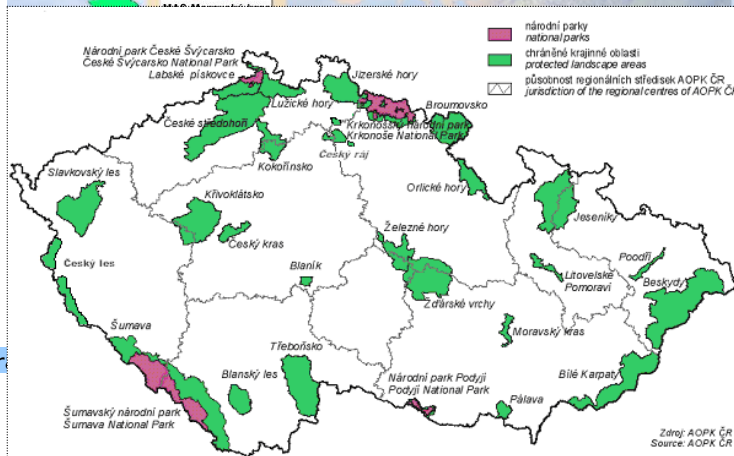 národní parky
national parks
chráněné krajinné oblasti
protected landscape areas
působnost regionálních středisek AOPK ČR
jurisdiction of the regional centres of AOPK ČR
Národní park České Švýcarsko
České Švýcarsko National Park
Labské pískovce
Jizerské hory
Lužické hory
Broumovsko
České středohoří
Krkonošský národní park
Krkonoše National Park
Český ráj
Kokořínsko
Slavkovský les
Orlické hory
Křivoklátsko
Jeseníky
Železné hory
Český kras
Český les
Blaník
Poodří
Litovelské
Pomoraví
Beskydy
Žďárské vrchy
Šumava
Moravský kras
Třeboňsko
Blanský les
Národní park Podyjí
Podyjí National Park
Bílé Karpaty
Pálava
Šumavský národní park
Šumava National Park
Zdroj: AOPK ČR
Source: AOPK ČR